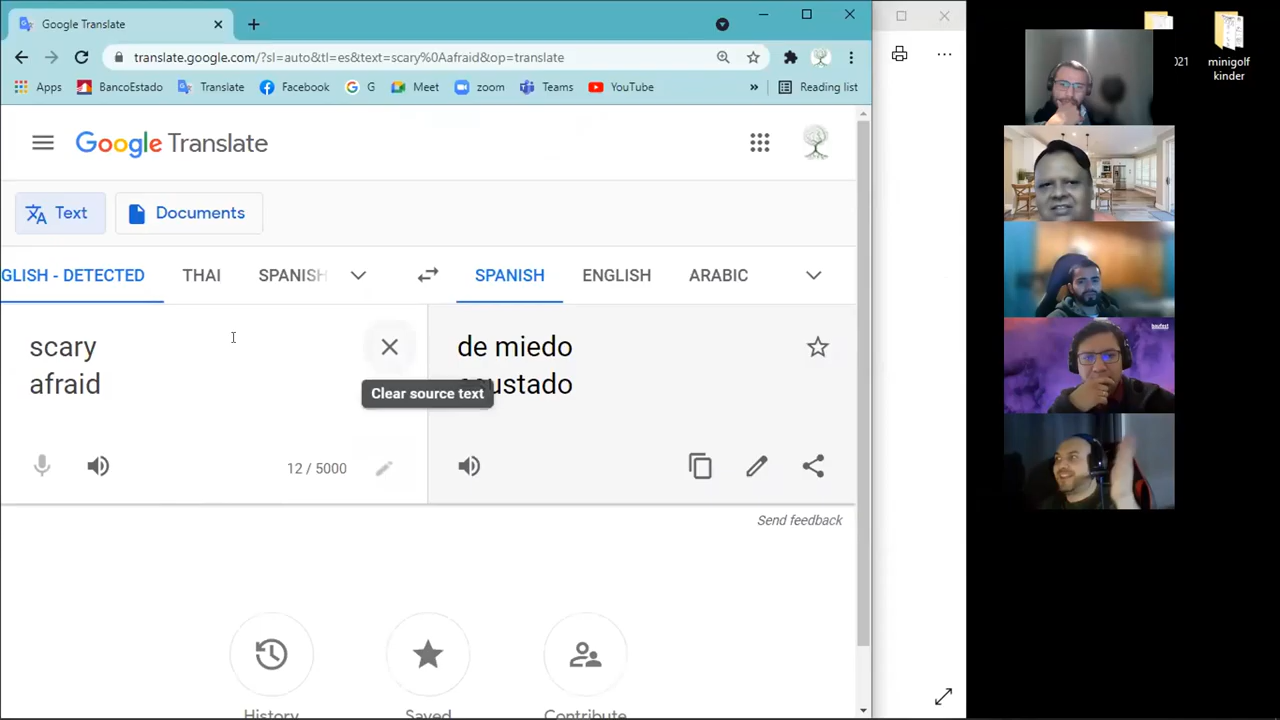 Google Translate
translate.google.com/?sl=auto&tl=es&text=scary%0Aafraid&op=translate
Apps BancoEstado Translate Facebook G Meet zoom Teams YouTube » Reading list
Google Translate
Text Documents
GLISH - DETECTED THAI SPANISH SPANISH ENGLISH ARABIC
scary
afraid
de miedo
ustado
Clear source text
12 / 5000
Send feedback
History Saved Contribute
021
minigolf
kinder